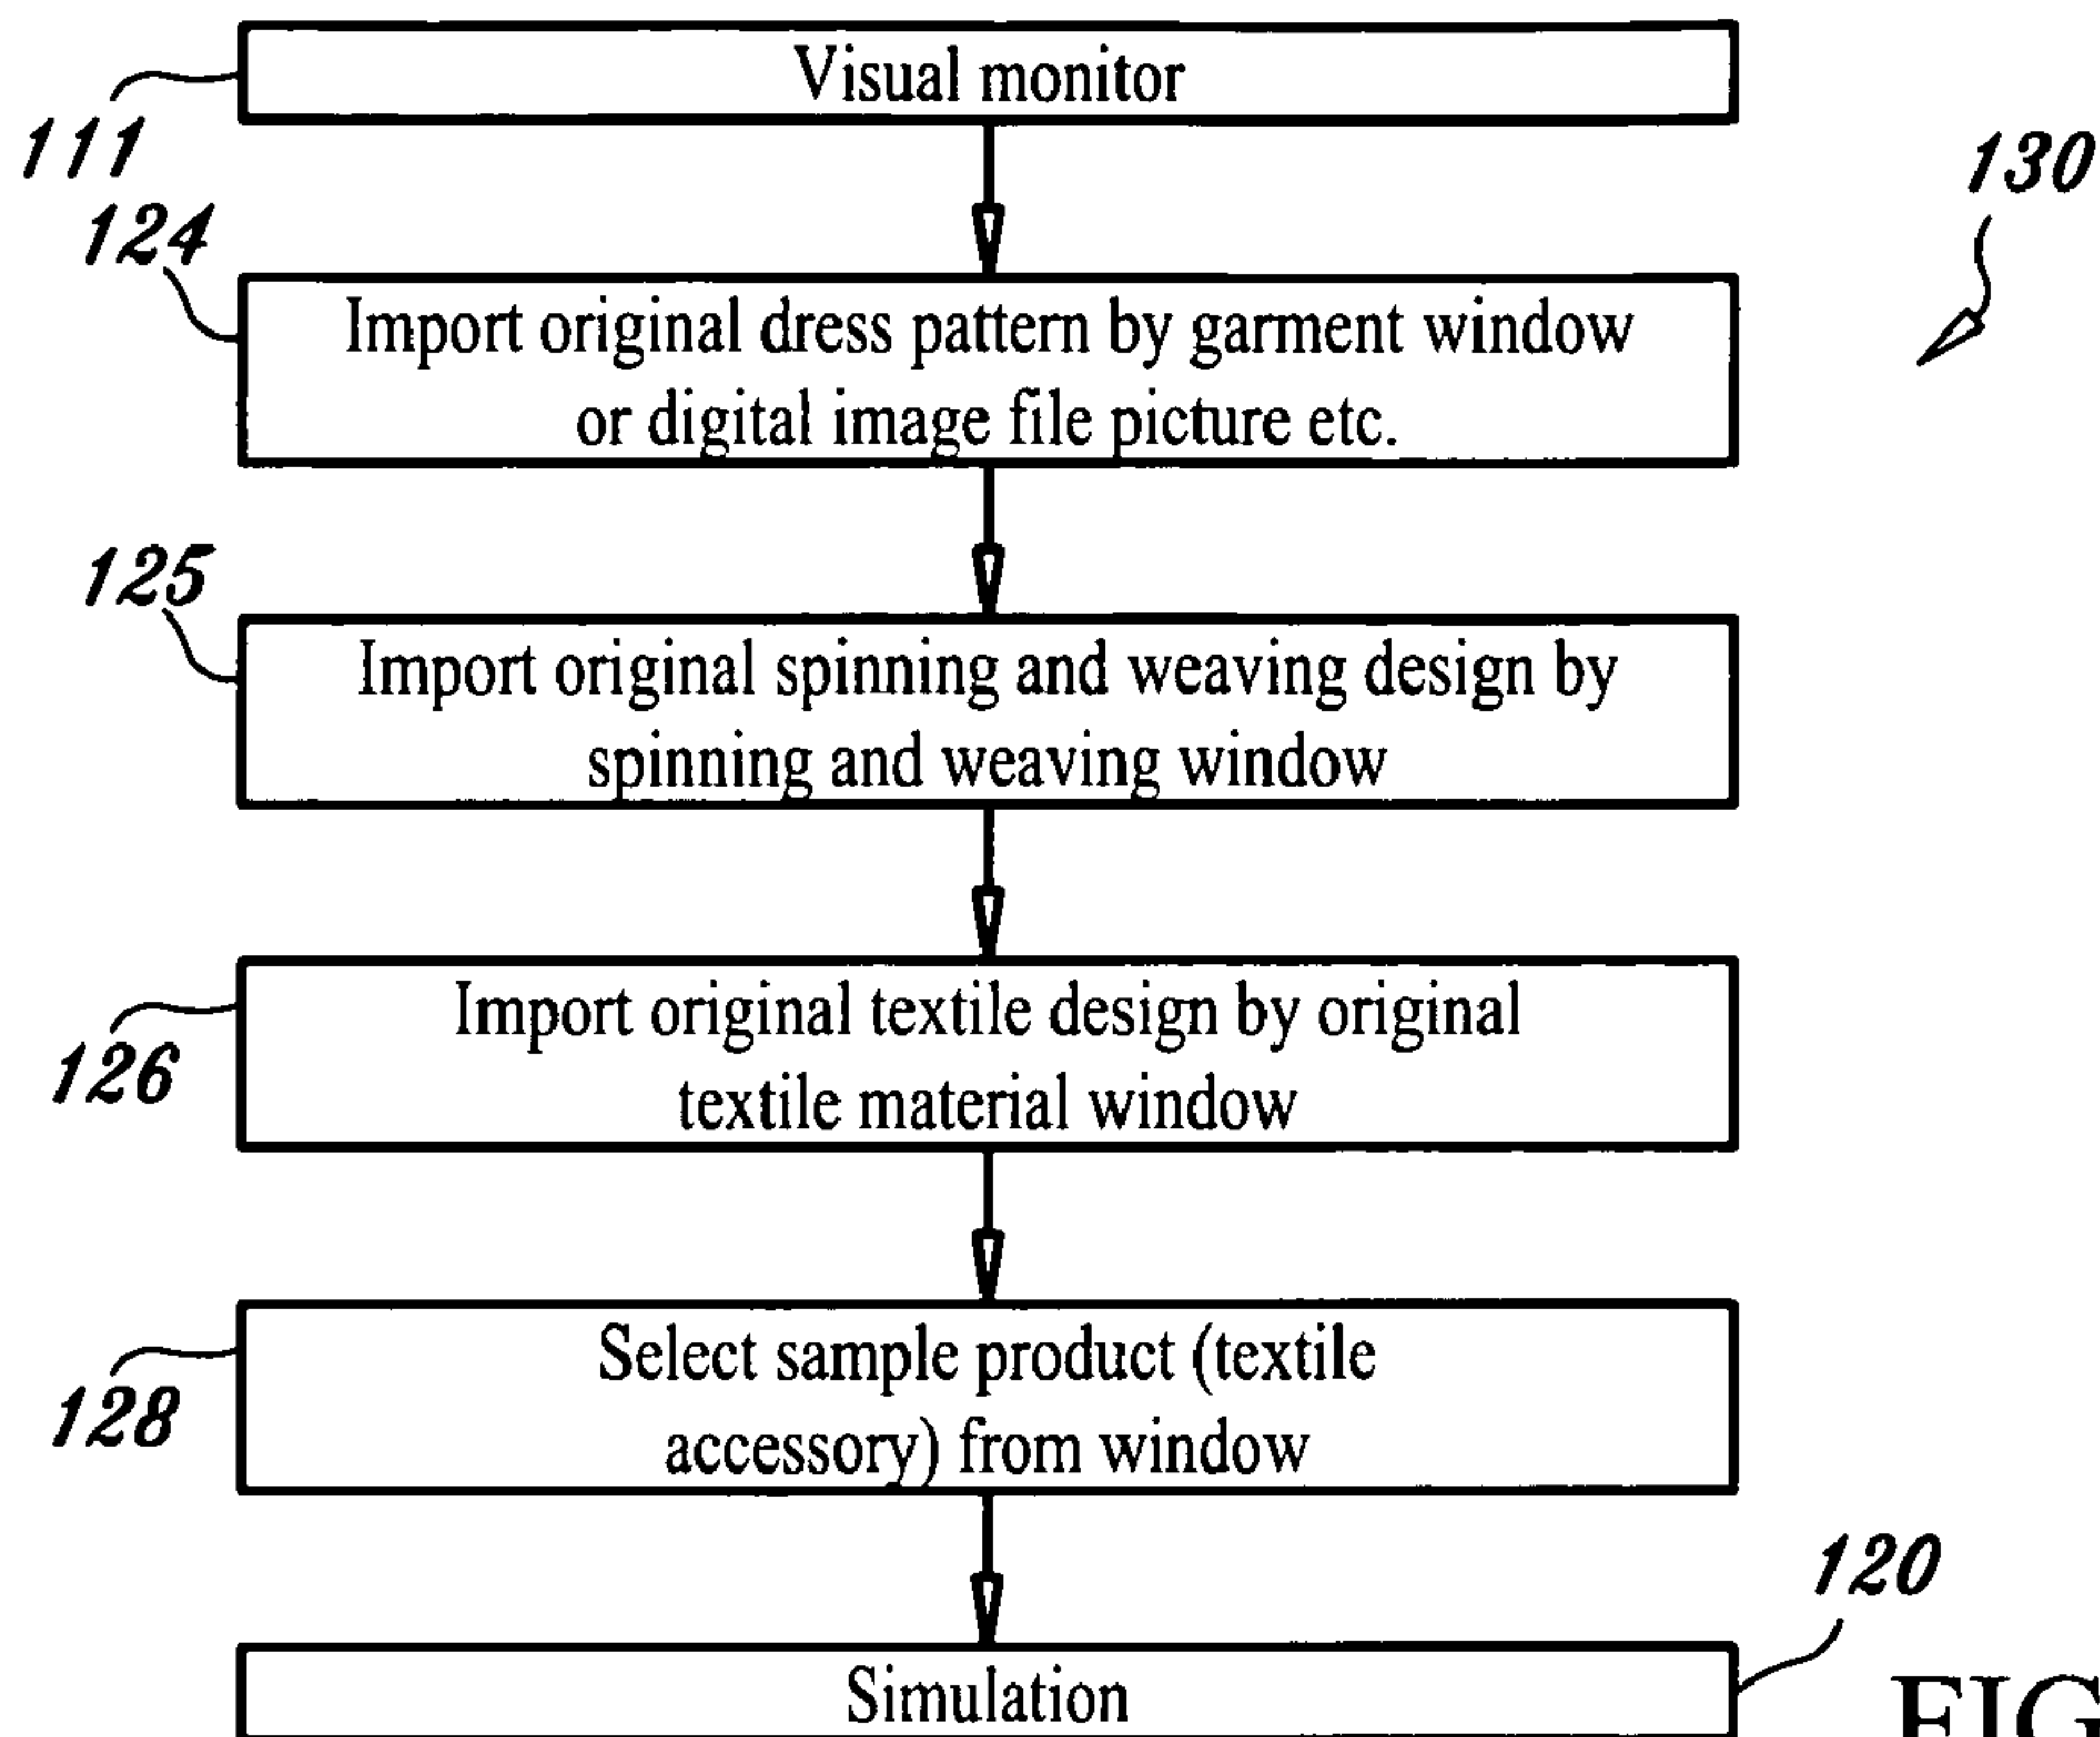 Visual monitor
111
130
124
Import original dress pattern by garment window
or digital image file picture etc.
125
Import original spinning and weaving design by
spinning and weaving window
Import original textile design by original
textile material window
126
Select sample product (textile
accessory) from window
128
120
Simulation
FIG